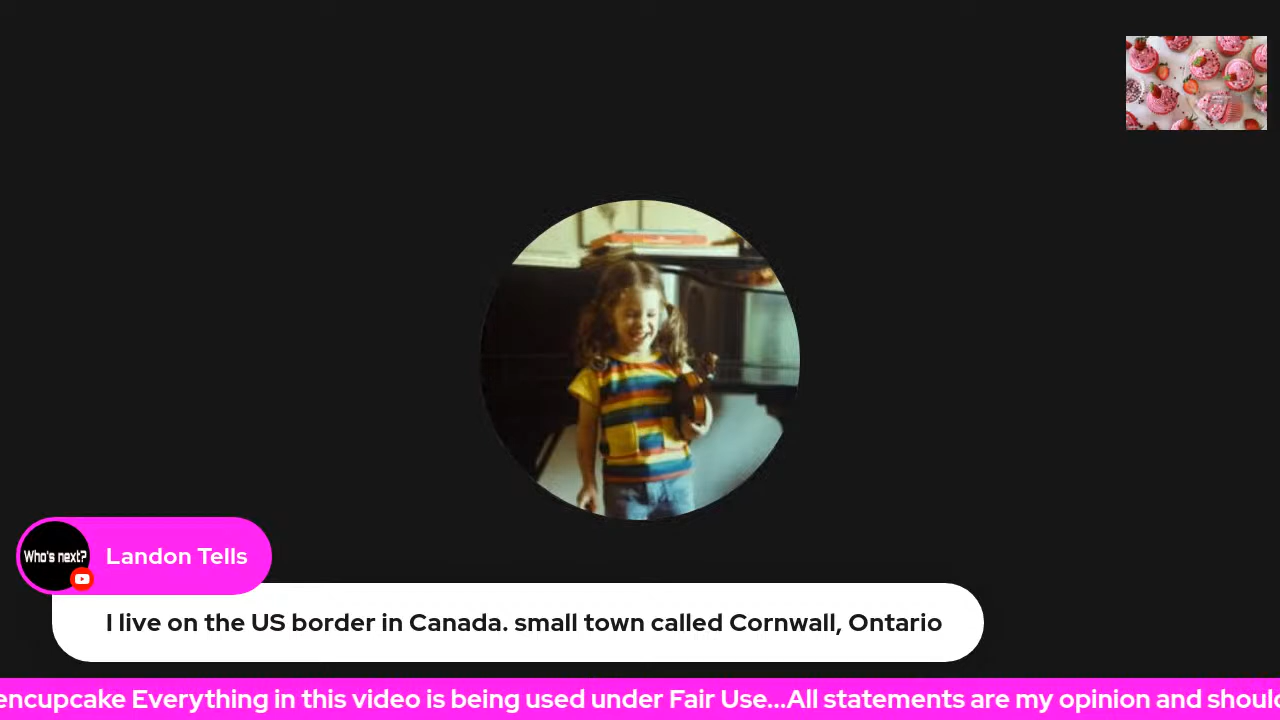 Who's next?
Landon Tells
I live on the US border in Canada. small town called Cornwall, Ontario
encupcake Everything in this video is being used under Fair Use...All statements are my opinion and should